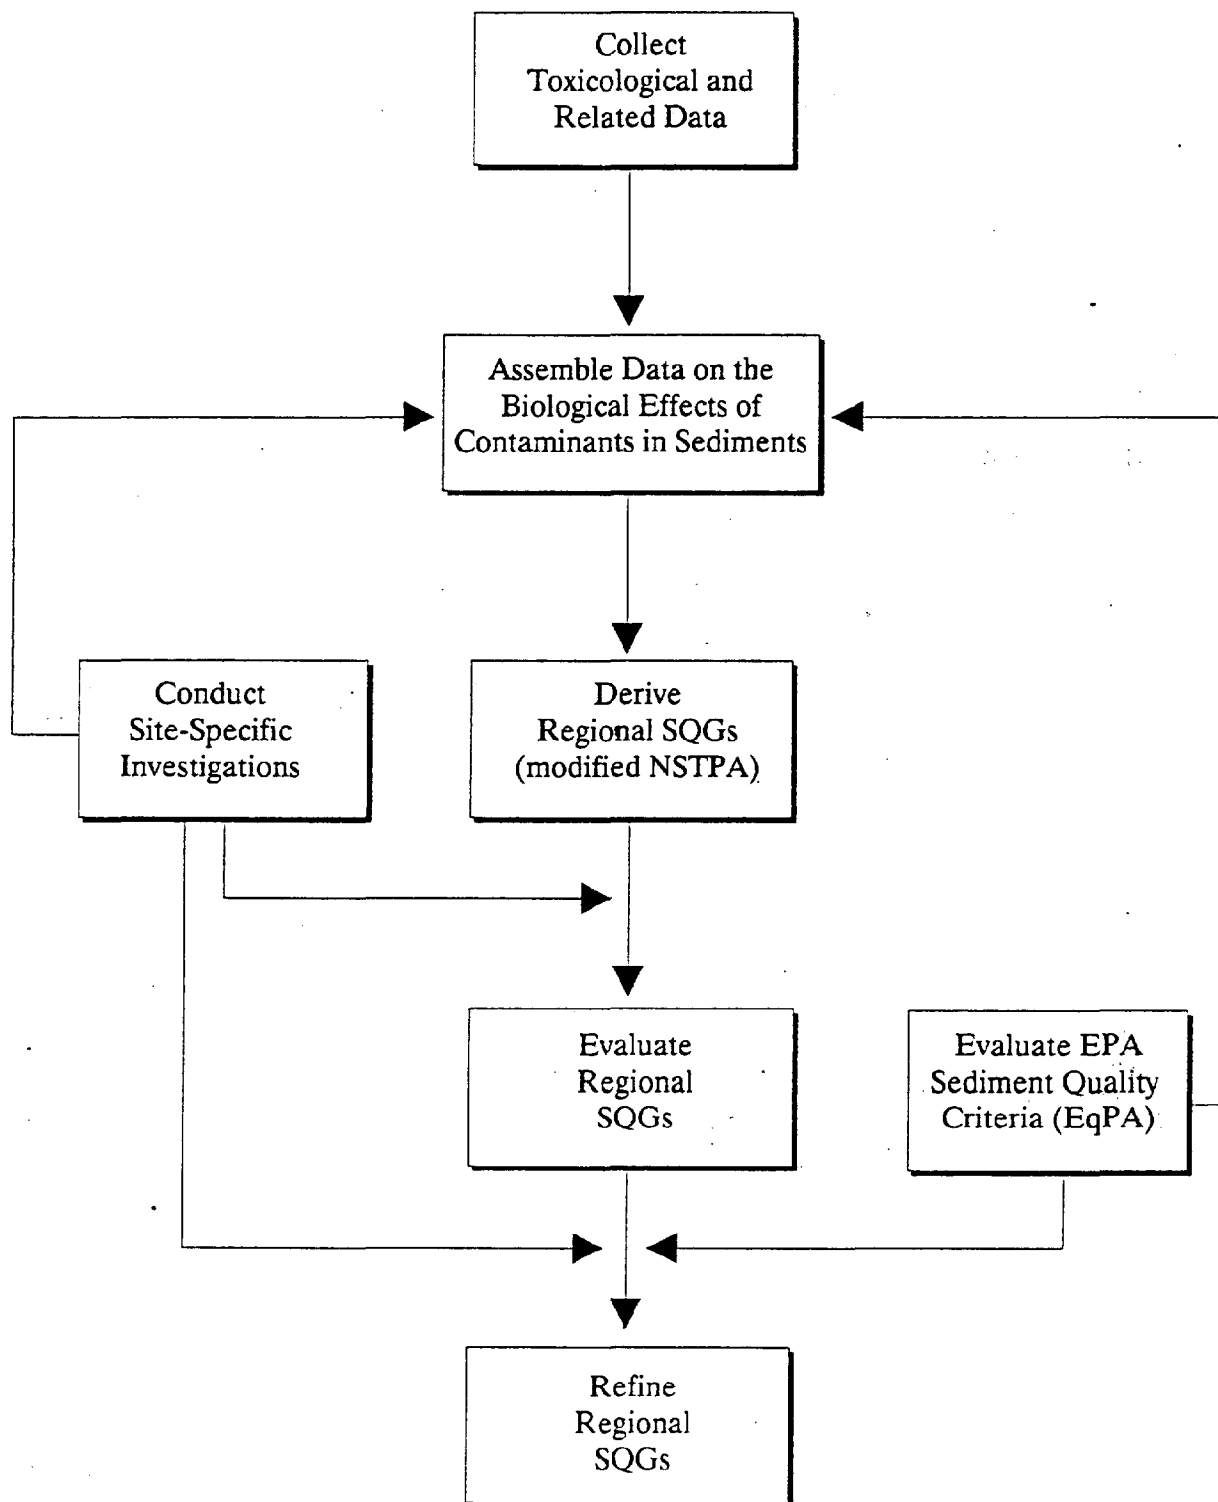 Collect
Toxicological and
Related Data
Assemble Data on the
Biological Effects of
Contaminants in Sediments
Conduct
Site-Specific
Investigations
Derive
Regional SQGs
(modified NSTPA)
Evaluate
Regional
SQGs
Evaluate EPA
Sediment Quality
Criteria (EqPA)
Refine
Regional
SQGs